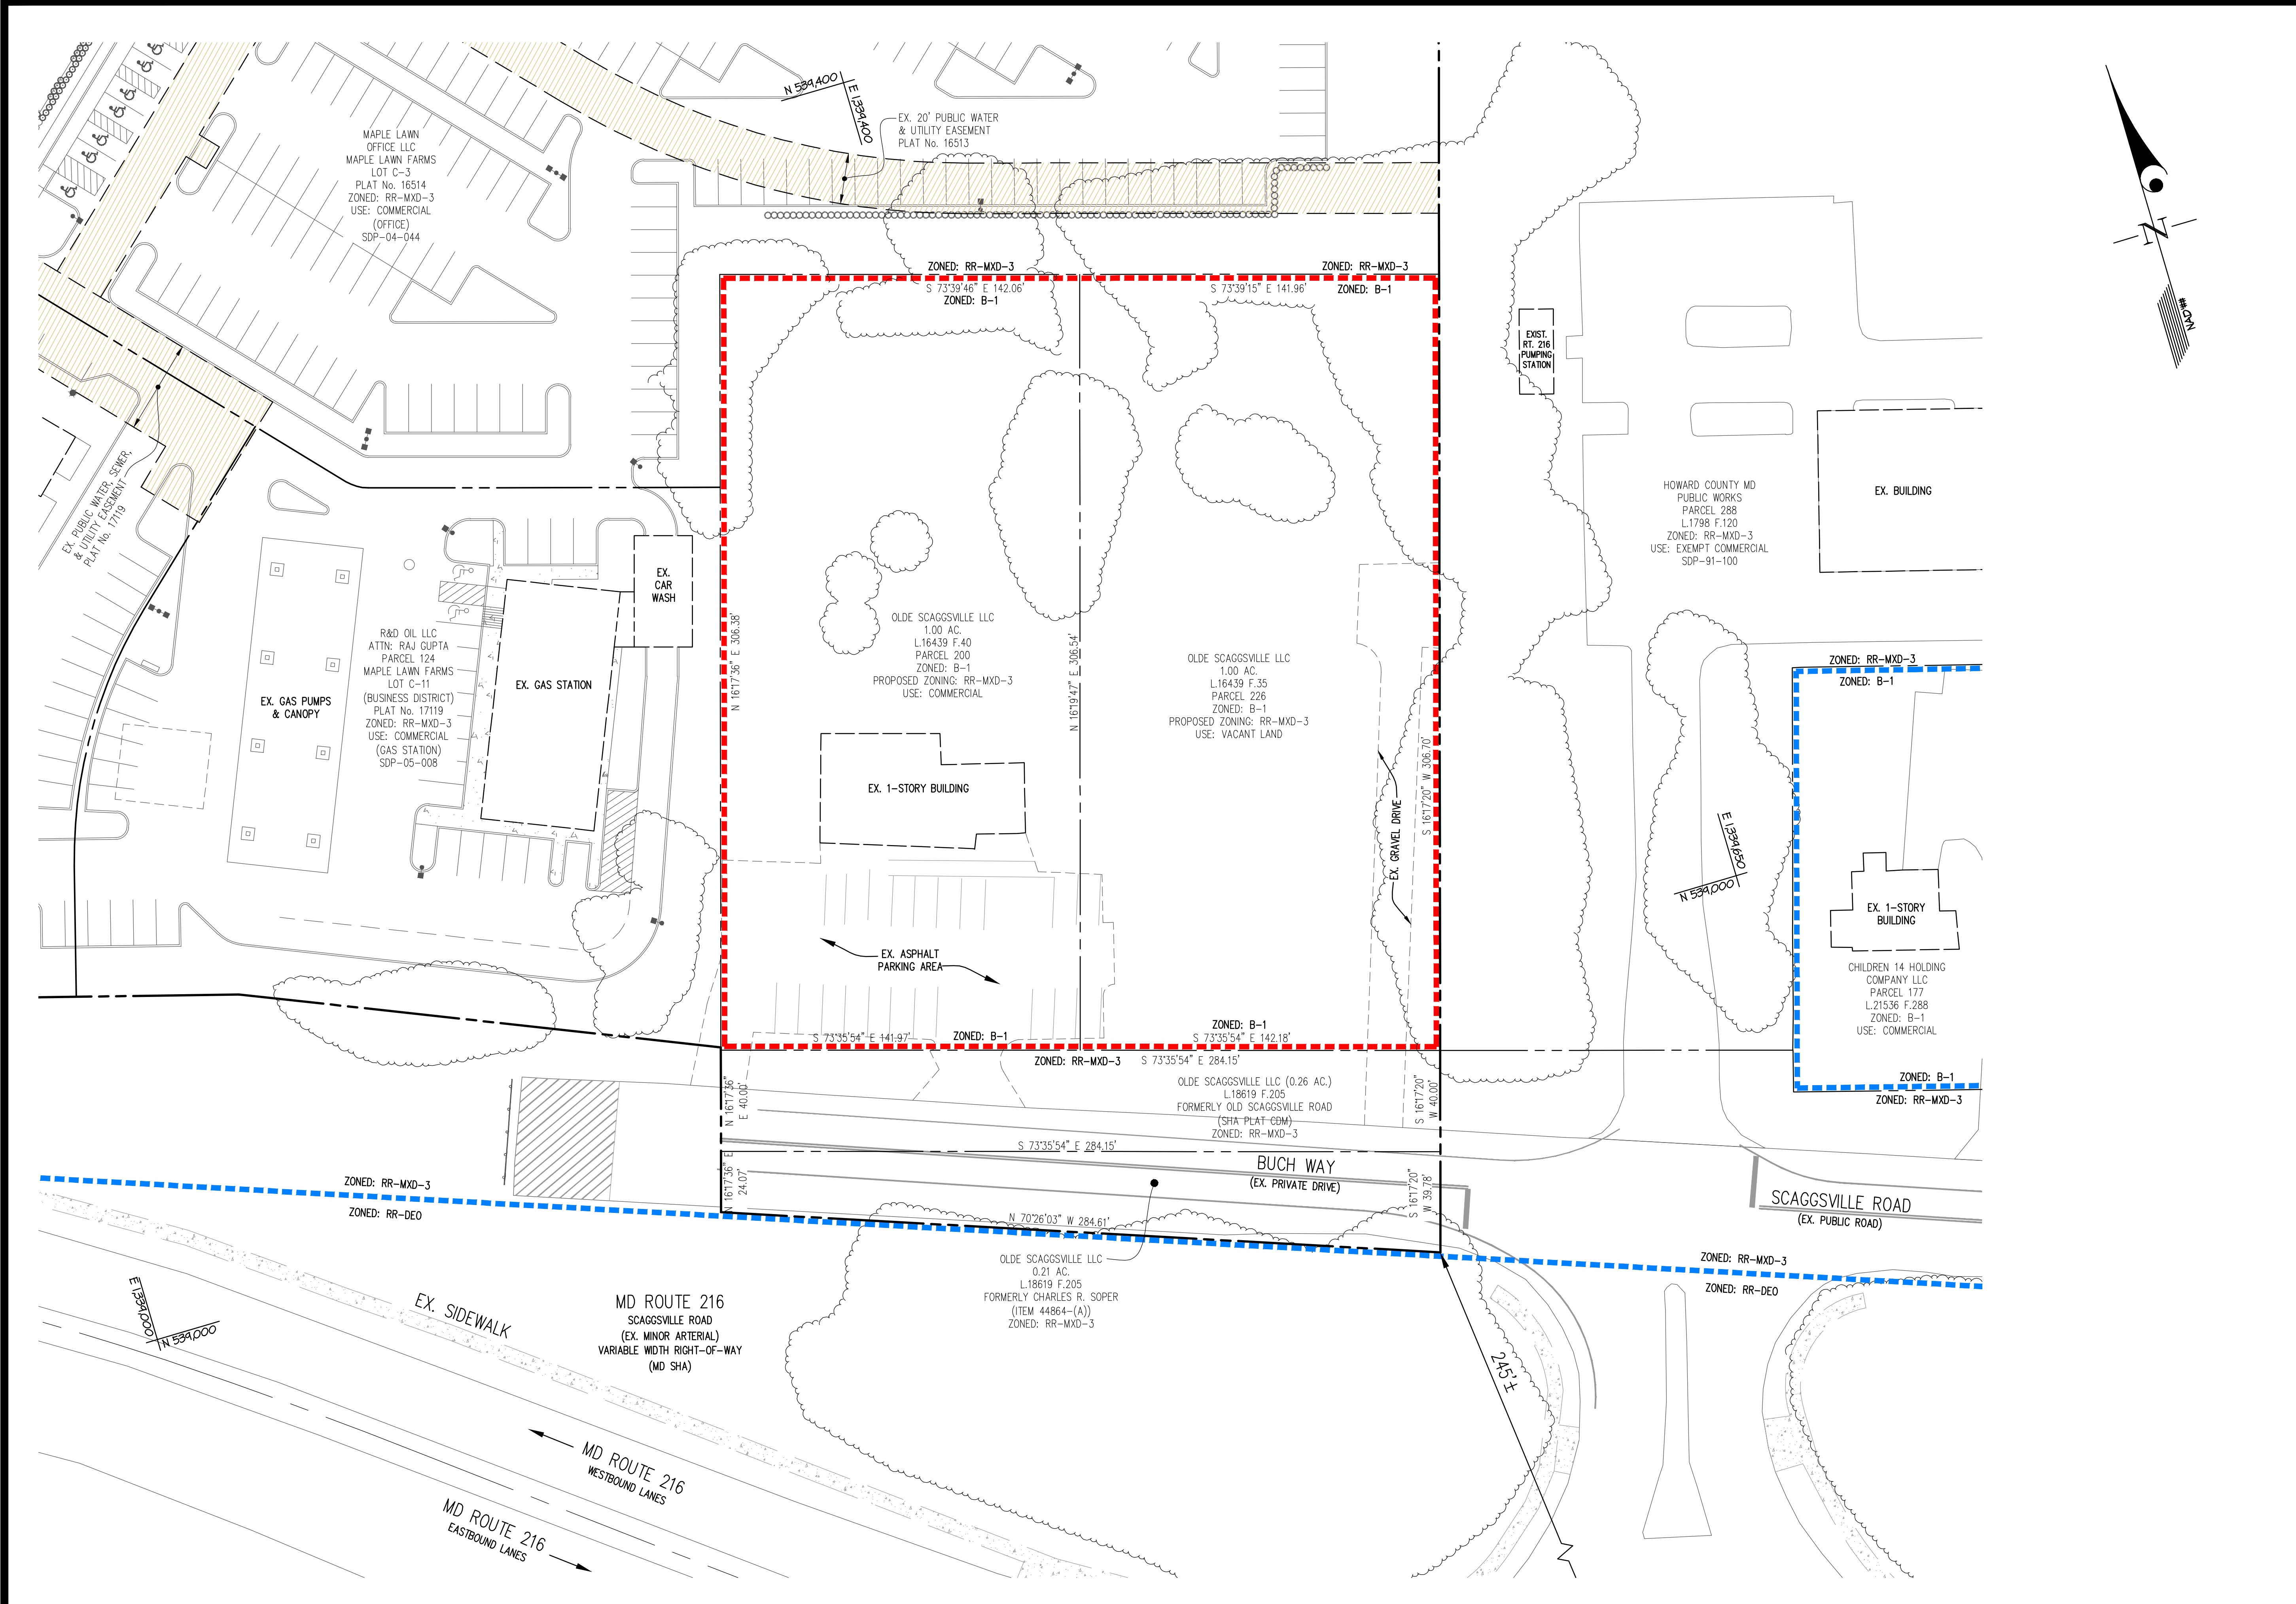 N 539,400
E 1,339,400
EX. 20' PUBLIC WATER
& UTILITY EASEMENT
PLAT No. 16513
MAPLE LAWN
OFFICE LLC
MAPLE LAWN FARMS
LOT C-3
PLAT No. 16514
ZONED: RR-MXD-3
USE: COMMERCIAL
(OFFICE)
SDP-04-044
N
NAD##
ZONED: RR-MXD-3
S 73°39'46" E 142.06'
ZONED: B-1
ZONED: RR-MXD-3
S 73°39'15" E 141.96'
ZONED: B-1
EXIST.
RT. 216
PUMPING
STATION
EX. PUBLIC WATER, SEWER,
& UTILITY EASEMENT
PLAT No. 17119
HOWARD COUNTY MD
PUBLIC WORKS
PARCEL 288
L.1798 F.120
ZONED: RR-MXD-3
USE: EXEMPT COMMERCIAL
SDP-91-100
EX. BUILDING
EX.
CAR
WASH
R&D OIL LLC
ATTN: RAJ GUPTA
PARCEL 124
MAPLE LAWN FARMS
LOT C-11
(BUSINESS DISTRICT)
PLAT No. 17119
ZONED: RR-MXD-3
USE: COMMERCIAL
(GAS STATION)
SDP-05-008
EX. GAS PUMPS
& CANOPY
EX. GAS STATION
N 16°17'36" E 306.38'
OLDE SCAGGSVILLE LLC
1.00 AC.
L.16439 F.40
PARCEL 200
ZONED: B-1
PROPOSED ZONING: RR-MXD-3
USE: COMMERCIAL
N 16°19'47" E 306.54'
OLDE SCAGGSVILLE LLC
1.00 AC.
L.16439 F.35
PARCEL 226
ZONED: B-1
PROPOSED ZONING: RR-MXD-3
USE: VACANT LAND
S 16°17'20" W 306.70'
EX. GRAVEL DRIVE
EX. 1-STORY BUILDING
ZONED: RR-MXD-3
ZONED: B-1
E 1,339,650
N 539,000
EX. 1-STORY
BUILDING
CHILDREN 14 HOLDING
COMPANY LLC
PARCEL 177
L.21536 F.288
ZONED: B-1
USE: COMMERCIAL
EX. ASPHALT
PARKING AREA
S 73°35'54" E 141.97'
ZONED: B-1
ZONED: B-1
S 73°35'54" E 142.18'
ZONED: RR-MXD-3
S 73°35'54" E 284.15'
ZONED: B-1
ZONED: RR-MXD-3
N 16°17'36"
E 40.00'
OLDE SCAGGSVILLE LLC (0.26 AC.)
L.18619 F.205
FORMERLY OLD SCAGGSVILLE ROAD
(SHA PLAT CDM)
ZONED: RR-MXD-3
S 16°17'20"
W 40.00'
S 73°35'54" E 284.15'
BUCH WAY
(EX. PRIVATE DRIVE)
N 16°17'36" E
24.07'
S 16°17'20"
W 39.78'
SCAGGSVILLE ROAD
(EX. PUBLIC ROAD)
ZONED: RR-MXD-3
ZONED: RR-DEO
N 70°26'03" W 284.61'
OLDE SCAGGSVILLE LLC
0.21 AC.
L.18619 F.205
FORMERLY CHARLES R. SOPER
(ITEM 44864-(A))
ZONED: RR-MXD-3
ZONED: RR-MXD-3
ZONED: RR-DEO
E 1,339,000
N 539,000
EX. SIDEWALK
MD ROUTE 216
SCAGGSVILLE ROAD
(EX. MINOR ARTERIAL)
VARIABLE WIDTH RIGHT-OF-WAY
(MD SHA)
245'±
MD ROUTE 216
WESTBOUND LANES
MD ROUTE 216
EASTBOUND LANES